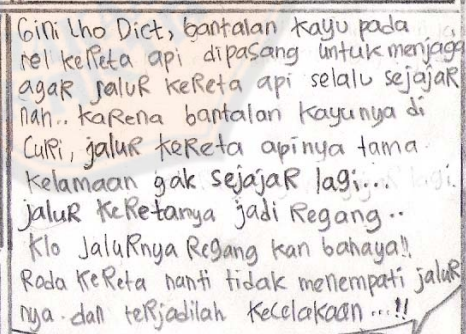 Gini Lho Dict, bantalan kayu pada
rel keReta api dipasang untuk menjaga
agaR jaluR keReta api selalu sejajaR
nah.. kaRena bantalan kayunya di
CuRi, jaluR keReta apinya lama
kelamaan gak sejajaR lagi...
jaluR keRetanya jadi Regang..
klo JaluRnya Regang kan bahaya!!
Roda keReta nanti tidak menempati jaluR
nya. dan teRjadilah kecelakaan...!!